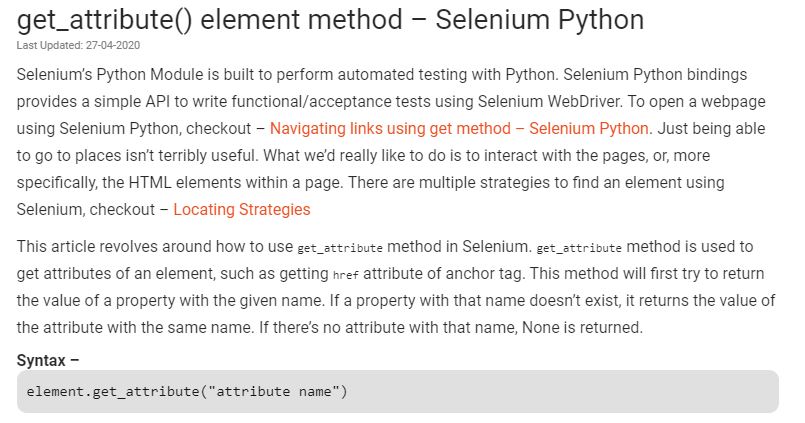 get_attribute() element method – Selenium Python
Last Updated: 27-04-2020
Selenium’s Python Module is built to perform automated testing with Python. Selenium Python bindings
provides a simple API to write functional/acceptance tests using Selenium WebDriver. To open a webpage
using Selenium Python, checkout – Navigating links using get method – Selenium Python. Just being able
to go to places isn’t terribly useful. What we’d really like to do is to interact with the pages, or, more
specifically, the HTML elements within a page. There are multiple strategies to find an element using
Selenium, checkout – Locating Strategies
This article revolves around how to use get_attribute method in Selenium. get_attribute method is used to
get attributes of an element, such as getting href attribute of anchor tag. This method will first try to return
the value of a property with the given name. If a property with that name doesn’t exist, it returns the value of
the attribute with the same name. If there’s no attribute with that name, None is returned.
Syntax –
element.get_attribute("attribute name")